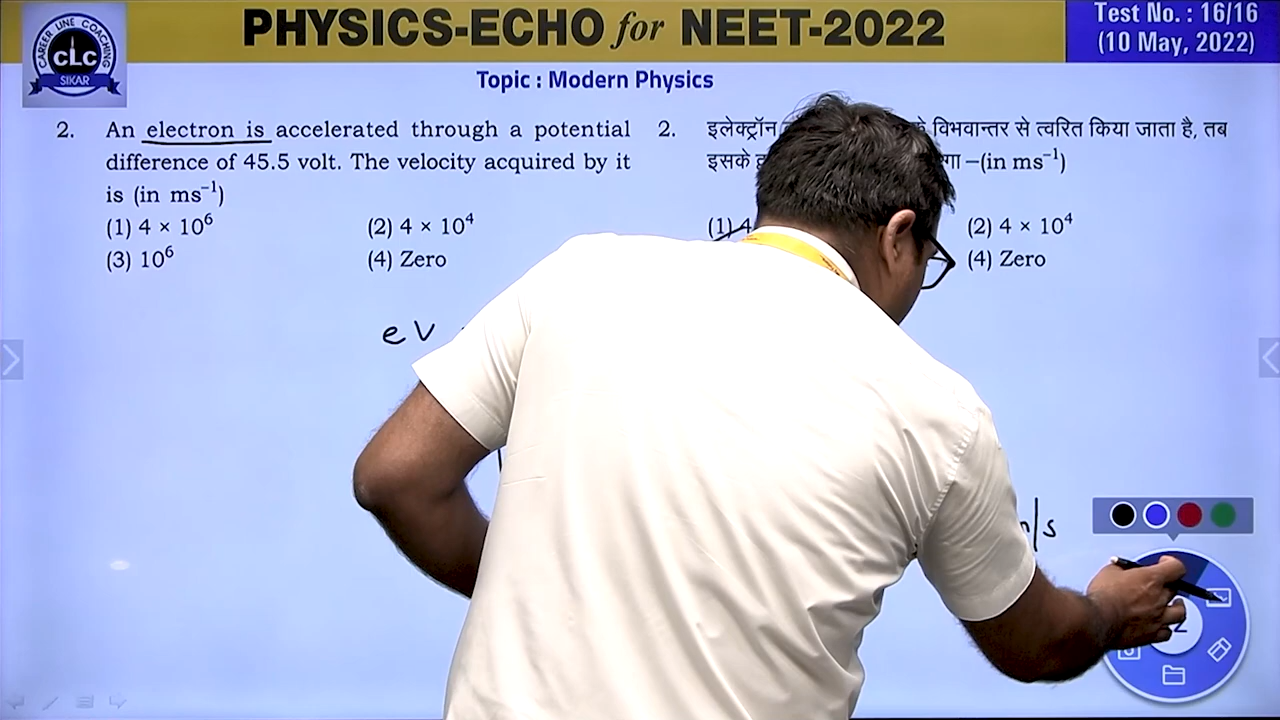 PHYSICS-ECHO for NEET-2022
Test No. : 16/16
(10 May, 2022)
CAREER LINE COACHING
CLC
SIKAR
Topic : Modern Physics
2. An electron is accelerated through a potential
difference of 45.5 volt. The velocity acquired by it
is (in ms⁻¹)
(1) 4 × 10⁶ (2) 4 × 10⁴
(3) 10⁶ (4) Zero
2. इलेक्ट्रॉन विभवान्तर से त्वरित किया जाता है, तब
इसके –(in ms⁻¹)
(1) 4 (2) 4 × 10⁴
(4) Zero
eV
/s
2